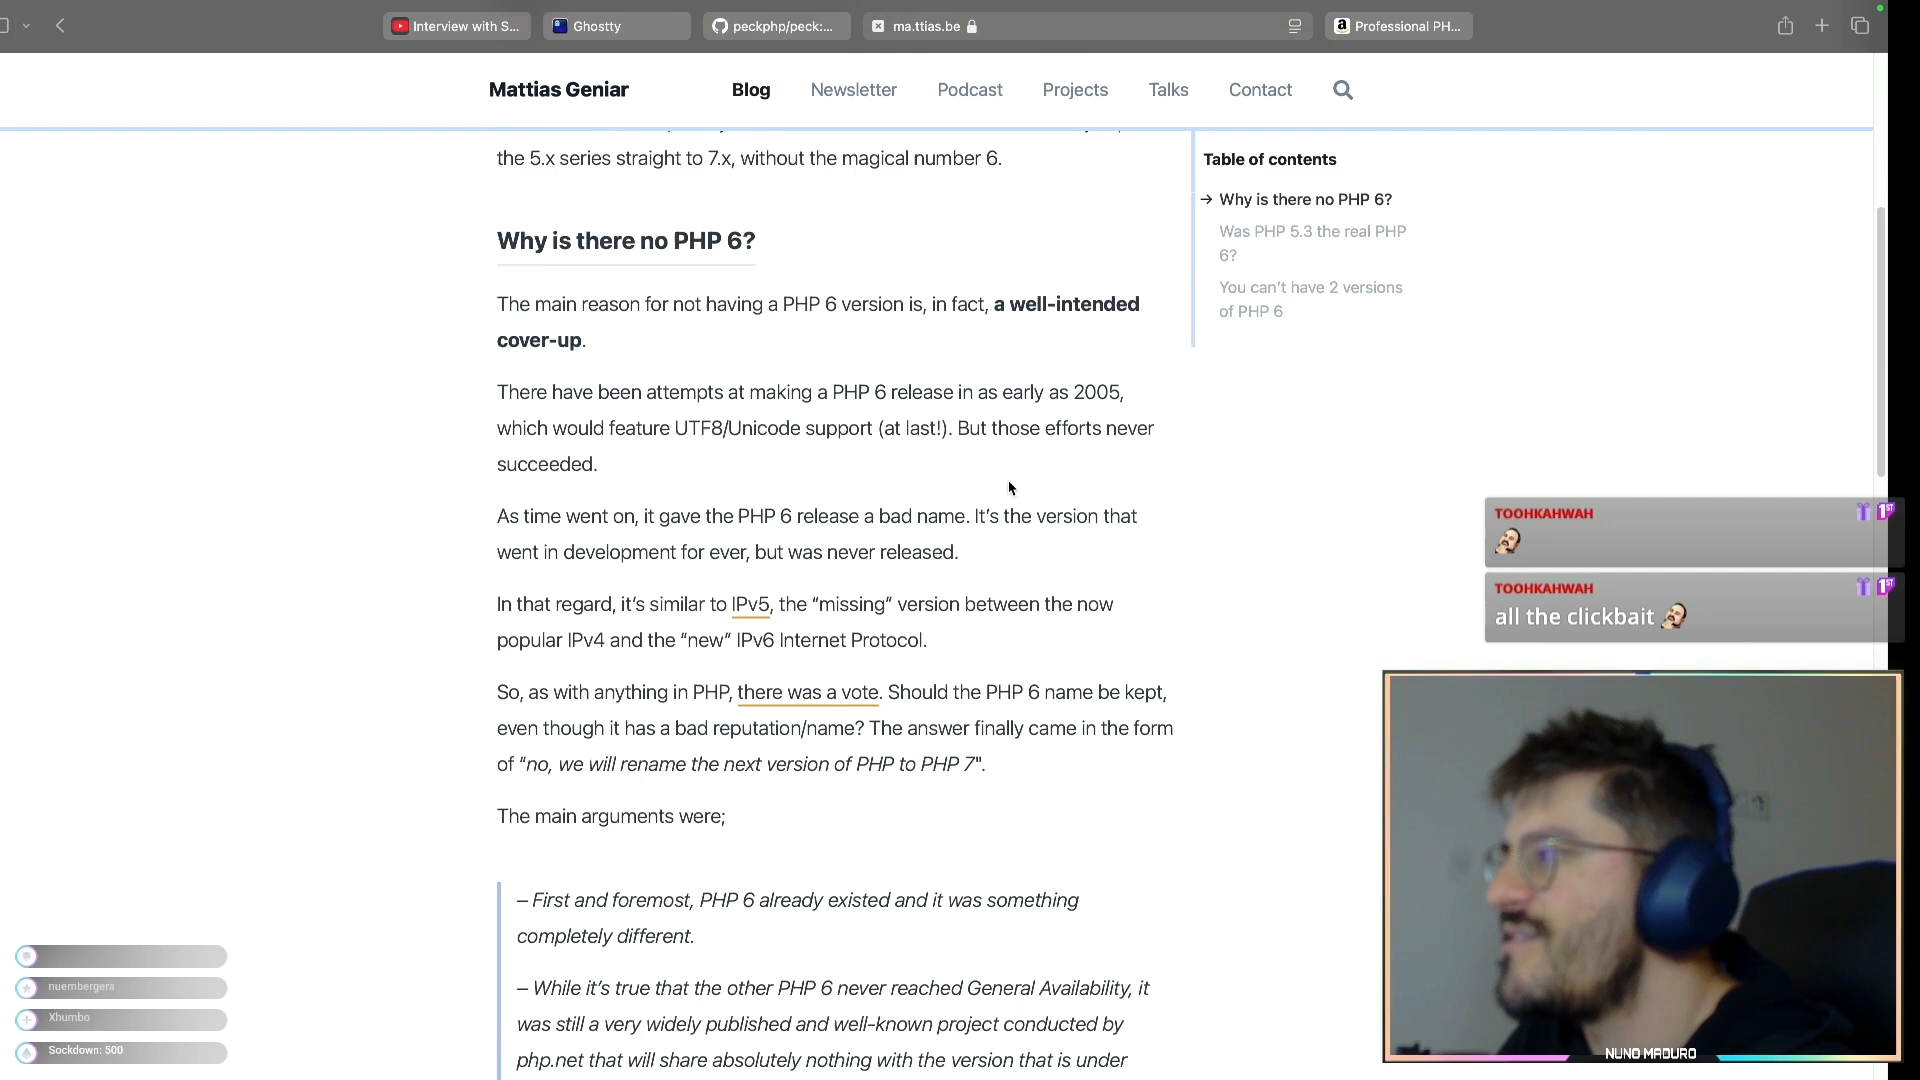 Interview with S...
Ghostty
peckphp/peck:...
ma.ttias.be
Professional PH...
Mattias Geniar
Blog
Newsletter
Podcast
Projects
Talks
Contact
the 5.x series straight to 7.x, without the magical number 6.
Why is there no PHP 6?
The main reason for not having a PHP 6 version is, in fact, a well-intended
cover-up.
There have been attempts at making a PHP 6 release in as early as 2005,
which would feature UTF8/Unicode support (at last!). But those efforts never
succeeded.
As time went on, it gave the PHP 6 release a bad name. It's the version that
went in development for ever, but was never released.
In that regard, it's similar to IPv5, the “missing” version between the now
popular IPv4 and the “new” IPv6 Internet Protocol.
So, as with anything in PHP, there was a vote. Should the PHP 6 name be kept,
even though it has a bad reputation/name? The answer finally came in the form
of “no, we will rename the next version of PHP to PHP 7".
The main arguments were;
– First and foremost, PHP 6 already existed and it was something
completely different.
– While it's true that the other PHP 6 never reached General Availability, it
was still a very widely published and well-known project conducted by
php.net that will share absolutely nothing with the version that is under
Table of contents
→ Why is there no PHP 6?
Was PHP 5.3 the real PHP
6?
You can't have 2 versions
of PHP 6
TOOHKAHWAH
1ST
TOOHKAHWAH
1ST
all the clickbait
nuernbergera
Xhumbo
Sockdown: 500
NUNO MADURO